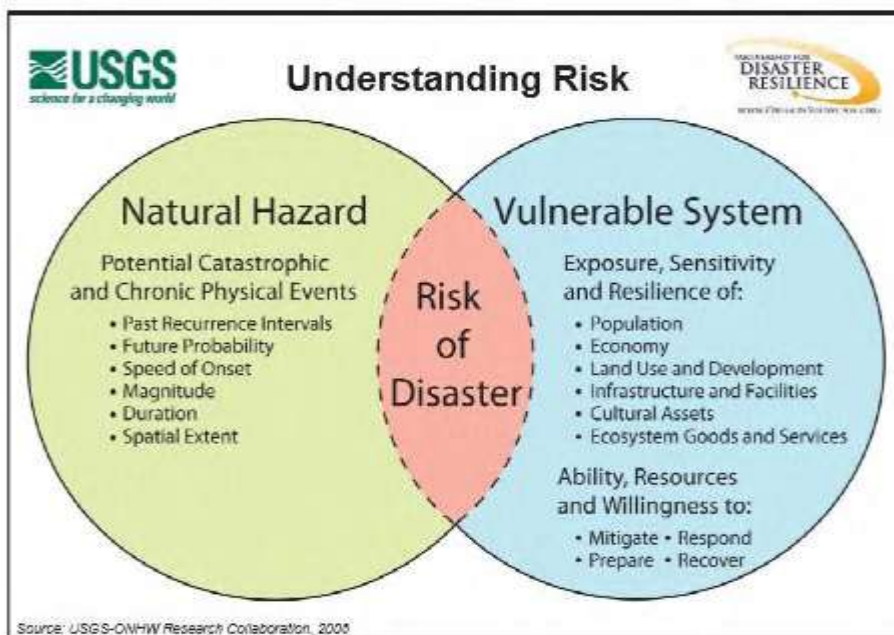 USGS
science for a changing world
Understanding Risk
PARTNERSHIP FOR
DISASTER
RESILIENCE
Natural Hazard
Potential Catastrophic
and Chronic Physical Events
• Past Recurrence Intervals
• Future Probability
• Speed of Onset
• Magnitude
• Duration
• Spatial Extent
Risk
of
Disaster
Vulnerable System
Exposure, Sensitivity
and Resilience of:
• Population
• Economy
• Land Use and Development
• Infrastructure and Facilities
• Cultural Assets
• Ecosystem Goods and Services
Ability, Resources
and Willingness to:
• Mitigate • Respond
• Prepare • Recover
Source: USGS-ONHW Research Collaboration, 2006